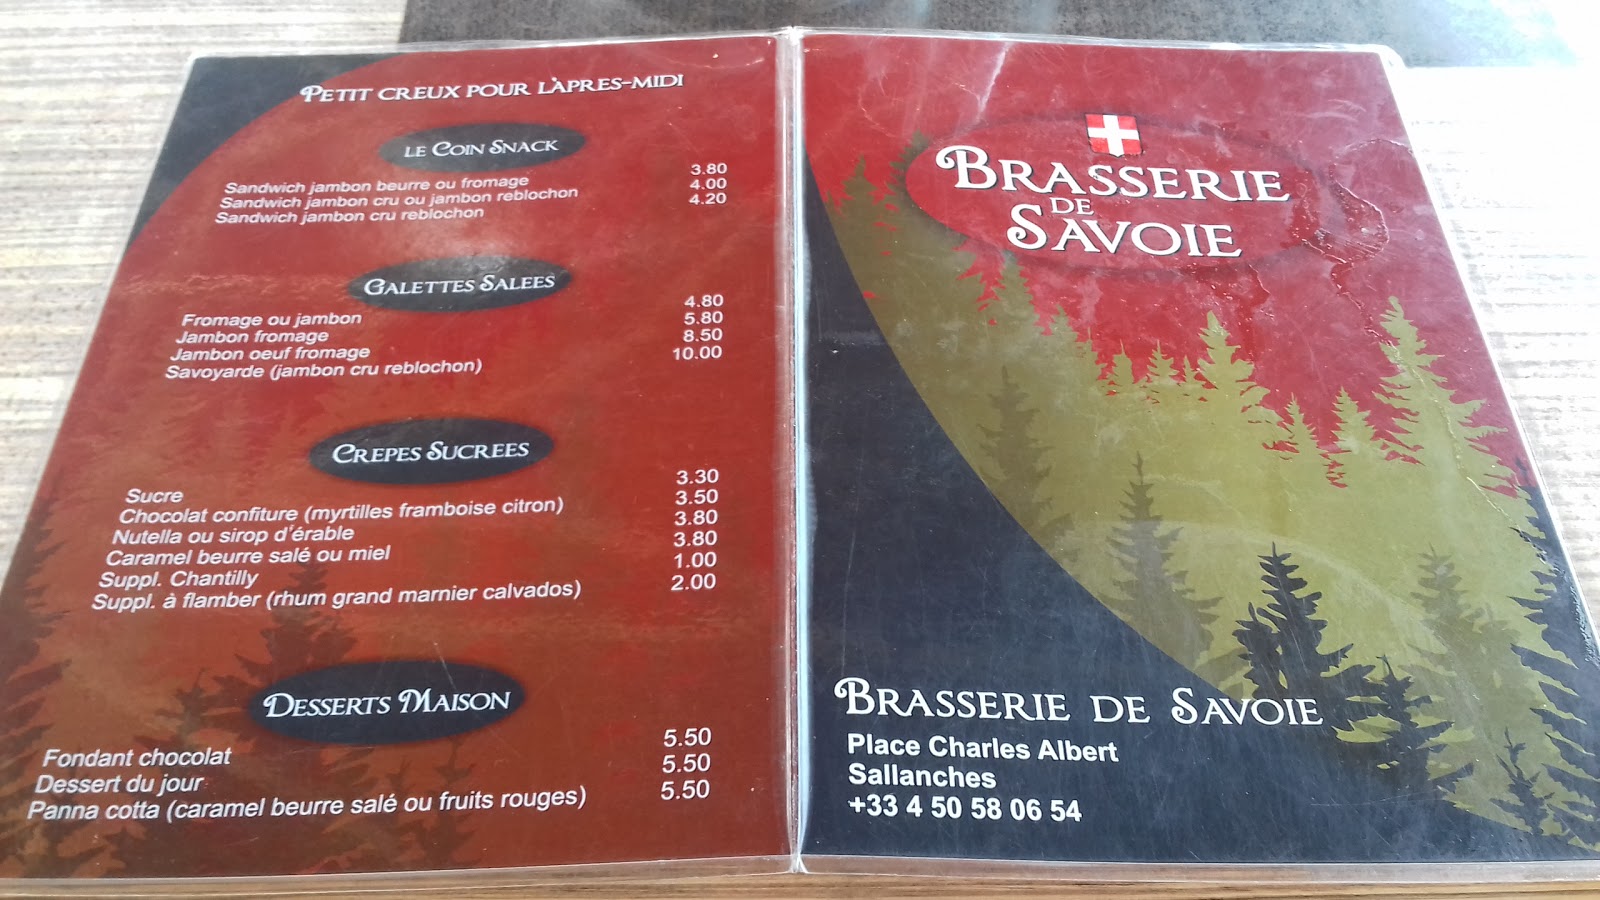 PETIT CREUX POUR L'APRES-MIDI
LE COIN SNACK
Sandwich jambon beurre ou fromage 3.80
Sandwich jambon cru ou jambon reblochon 4.00
Sandwich jambon cru reblochon 4.20
GALETTES SALEES
Fromage ou jambon 4.80
Jambon fromage 5.80
Jambon oeuf fromage 8.50
Savoyarde (jambon cru reblochon) 10.00
CREPES SUCREES
Sucre 3.30
Chocolat confiture (myrtilles framboise citron) 3.50
Nutella ou sirop d'érable 3.80
Caramel beurre salé ou miel 3.80
Suppl. Chantilly 1.00
Suppl. à flamber (rhum grand marnier calvados) 2.00
DESSERTS MAISON
Fondant chocolat 5.50
Dessert du jour 5.50
Panna cotta (caramel beurre salé ou fruits rouges) 5.50
BRASSERIE
DE
SAVOIE
BRASSERIE DE SAVOIE
Place Charles Albert
Sallanches
+33 4 50 58 06 54